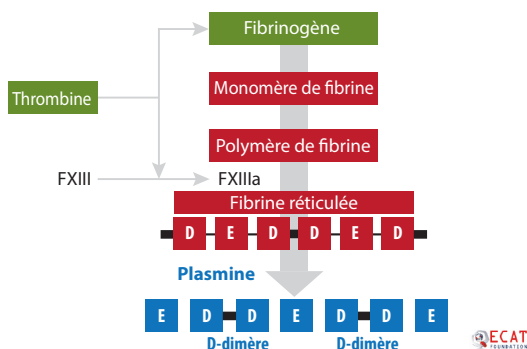 Fibrinogène
Thrombine
Monomère de fibrine
Polymère de fibrine
FXIII
FXIIIa
Fibrine réticulée
D E D D E D
Plasmine
E D D E D D E
D-dimère D-dimère
ECAT
FOUNDATION